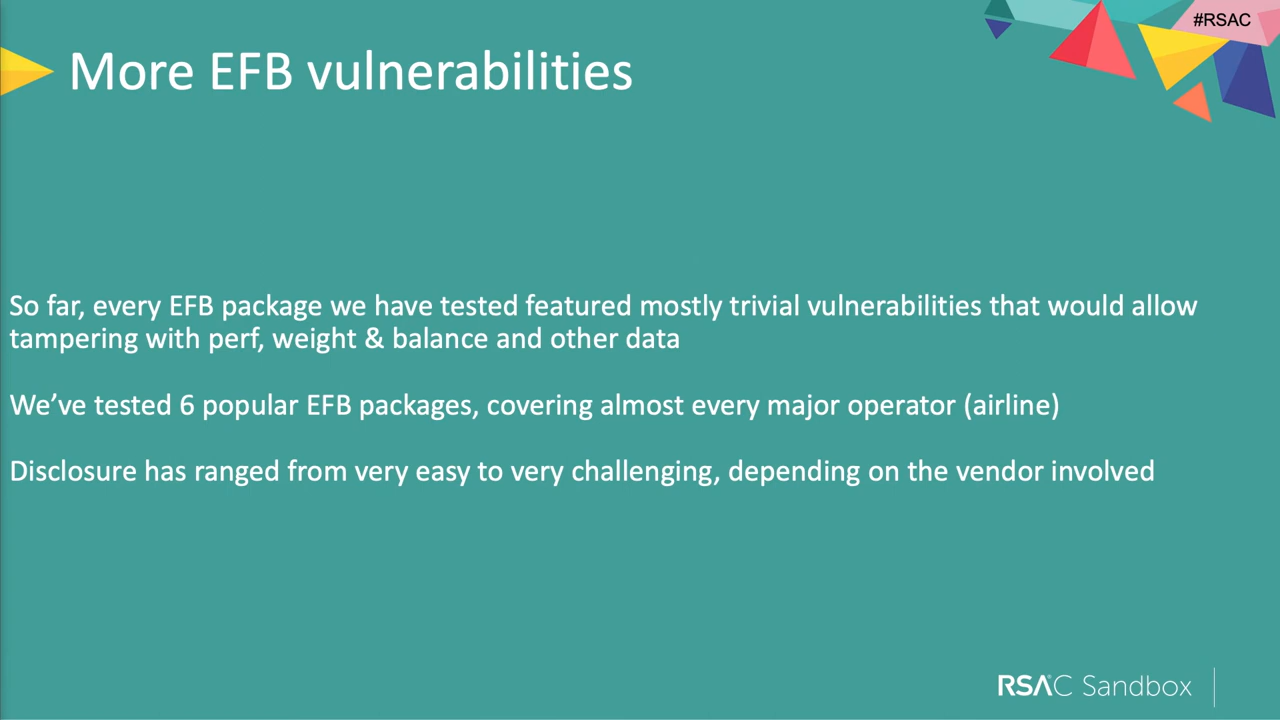 #RSAC
More EFB vulnerabilities
So far, every EFB package we have tested featured mostly trivial vulnerabilities that would allow
tampering with perf, weight & balance and other data
We’ve tested 6 popular EFB packages, covering almost every major operator (airline)
Disclosure has ranged from very easy to very challenging, depending on the vendor involved
RSAC Sandbox